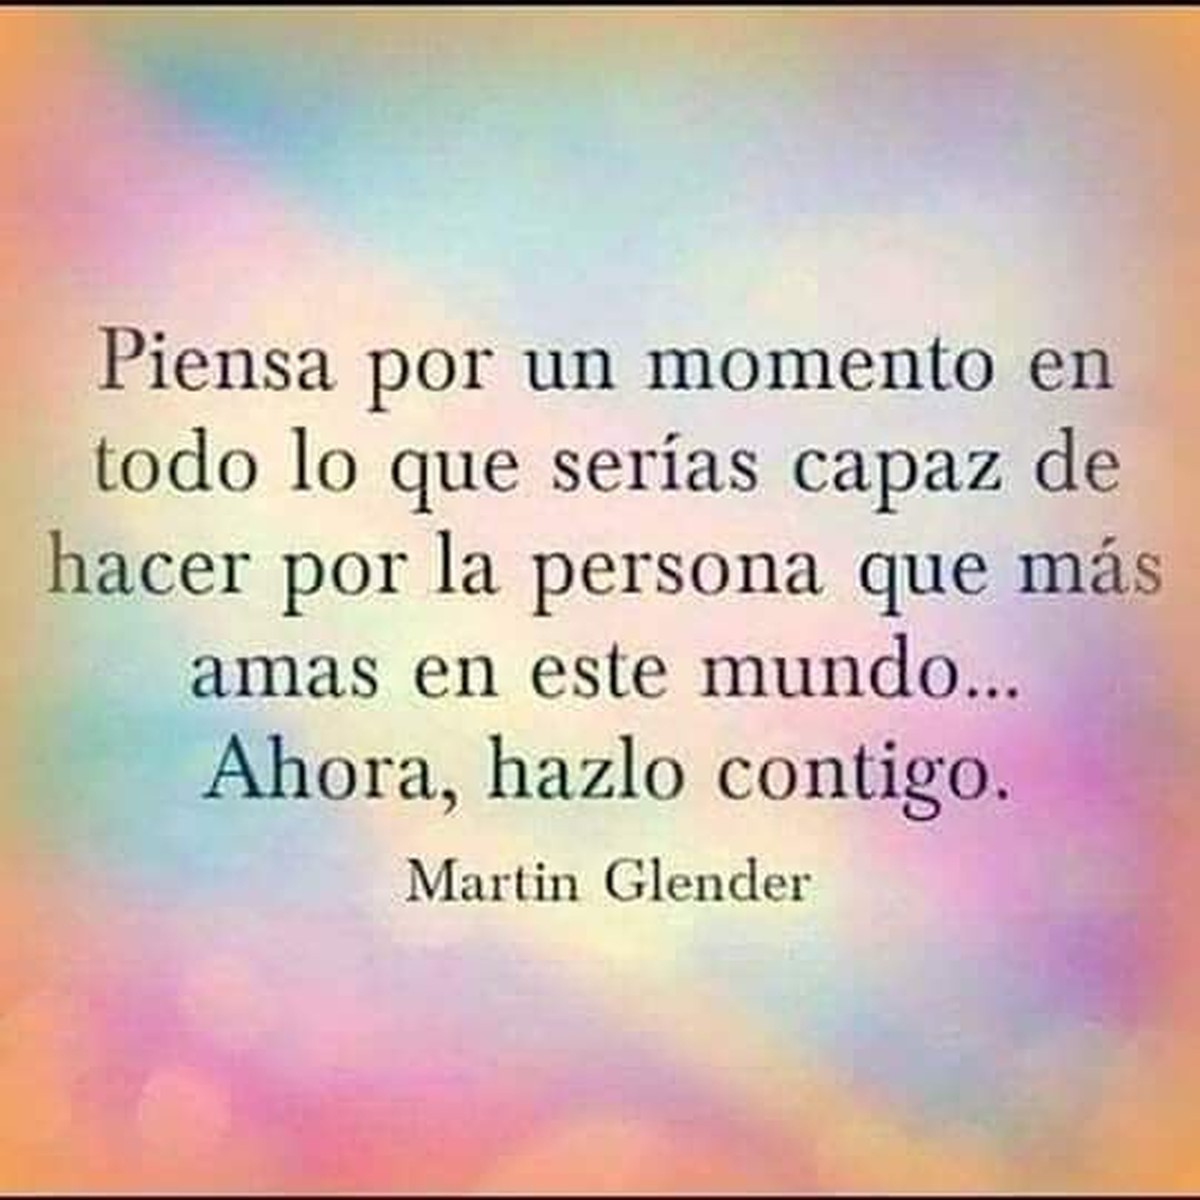 Piensa por un momento en
todo lo que serías capaz de
hacer por la persona que más
amas en este mundo...
Ahora, hazlo contigo.
Martin Glender